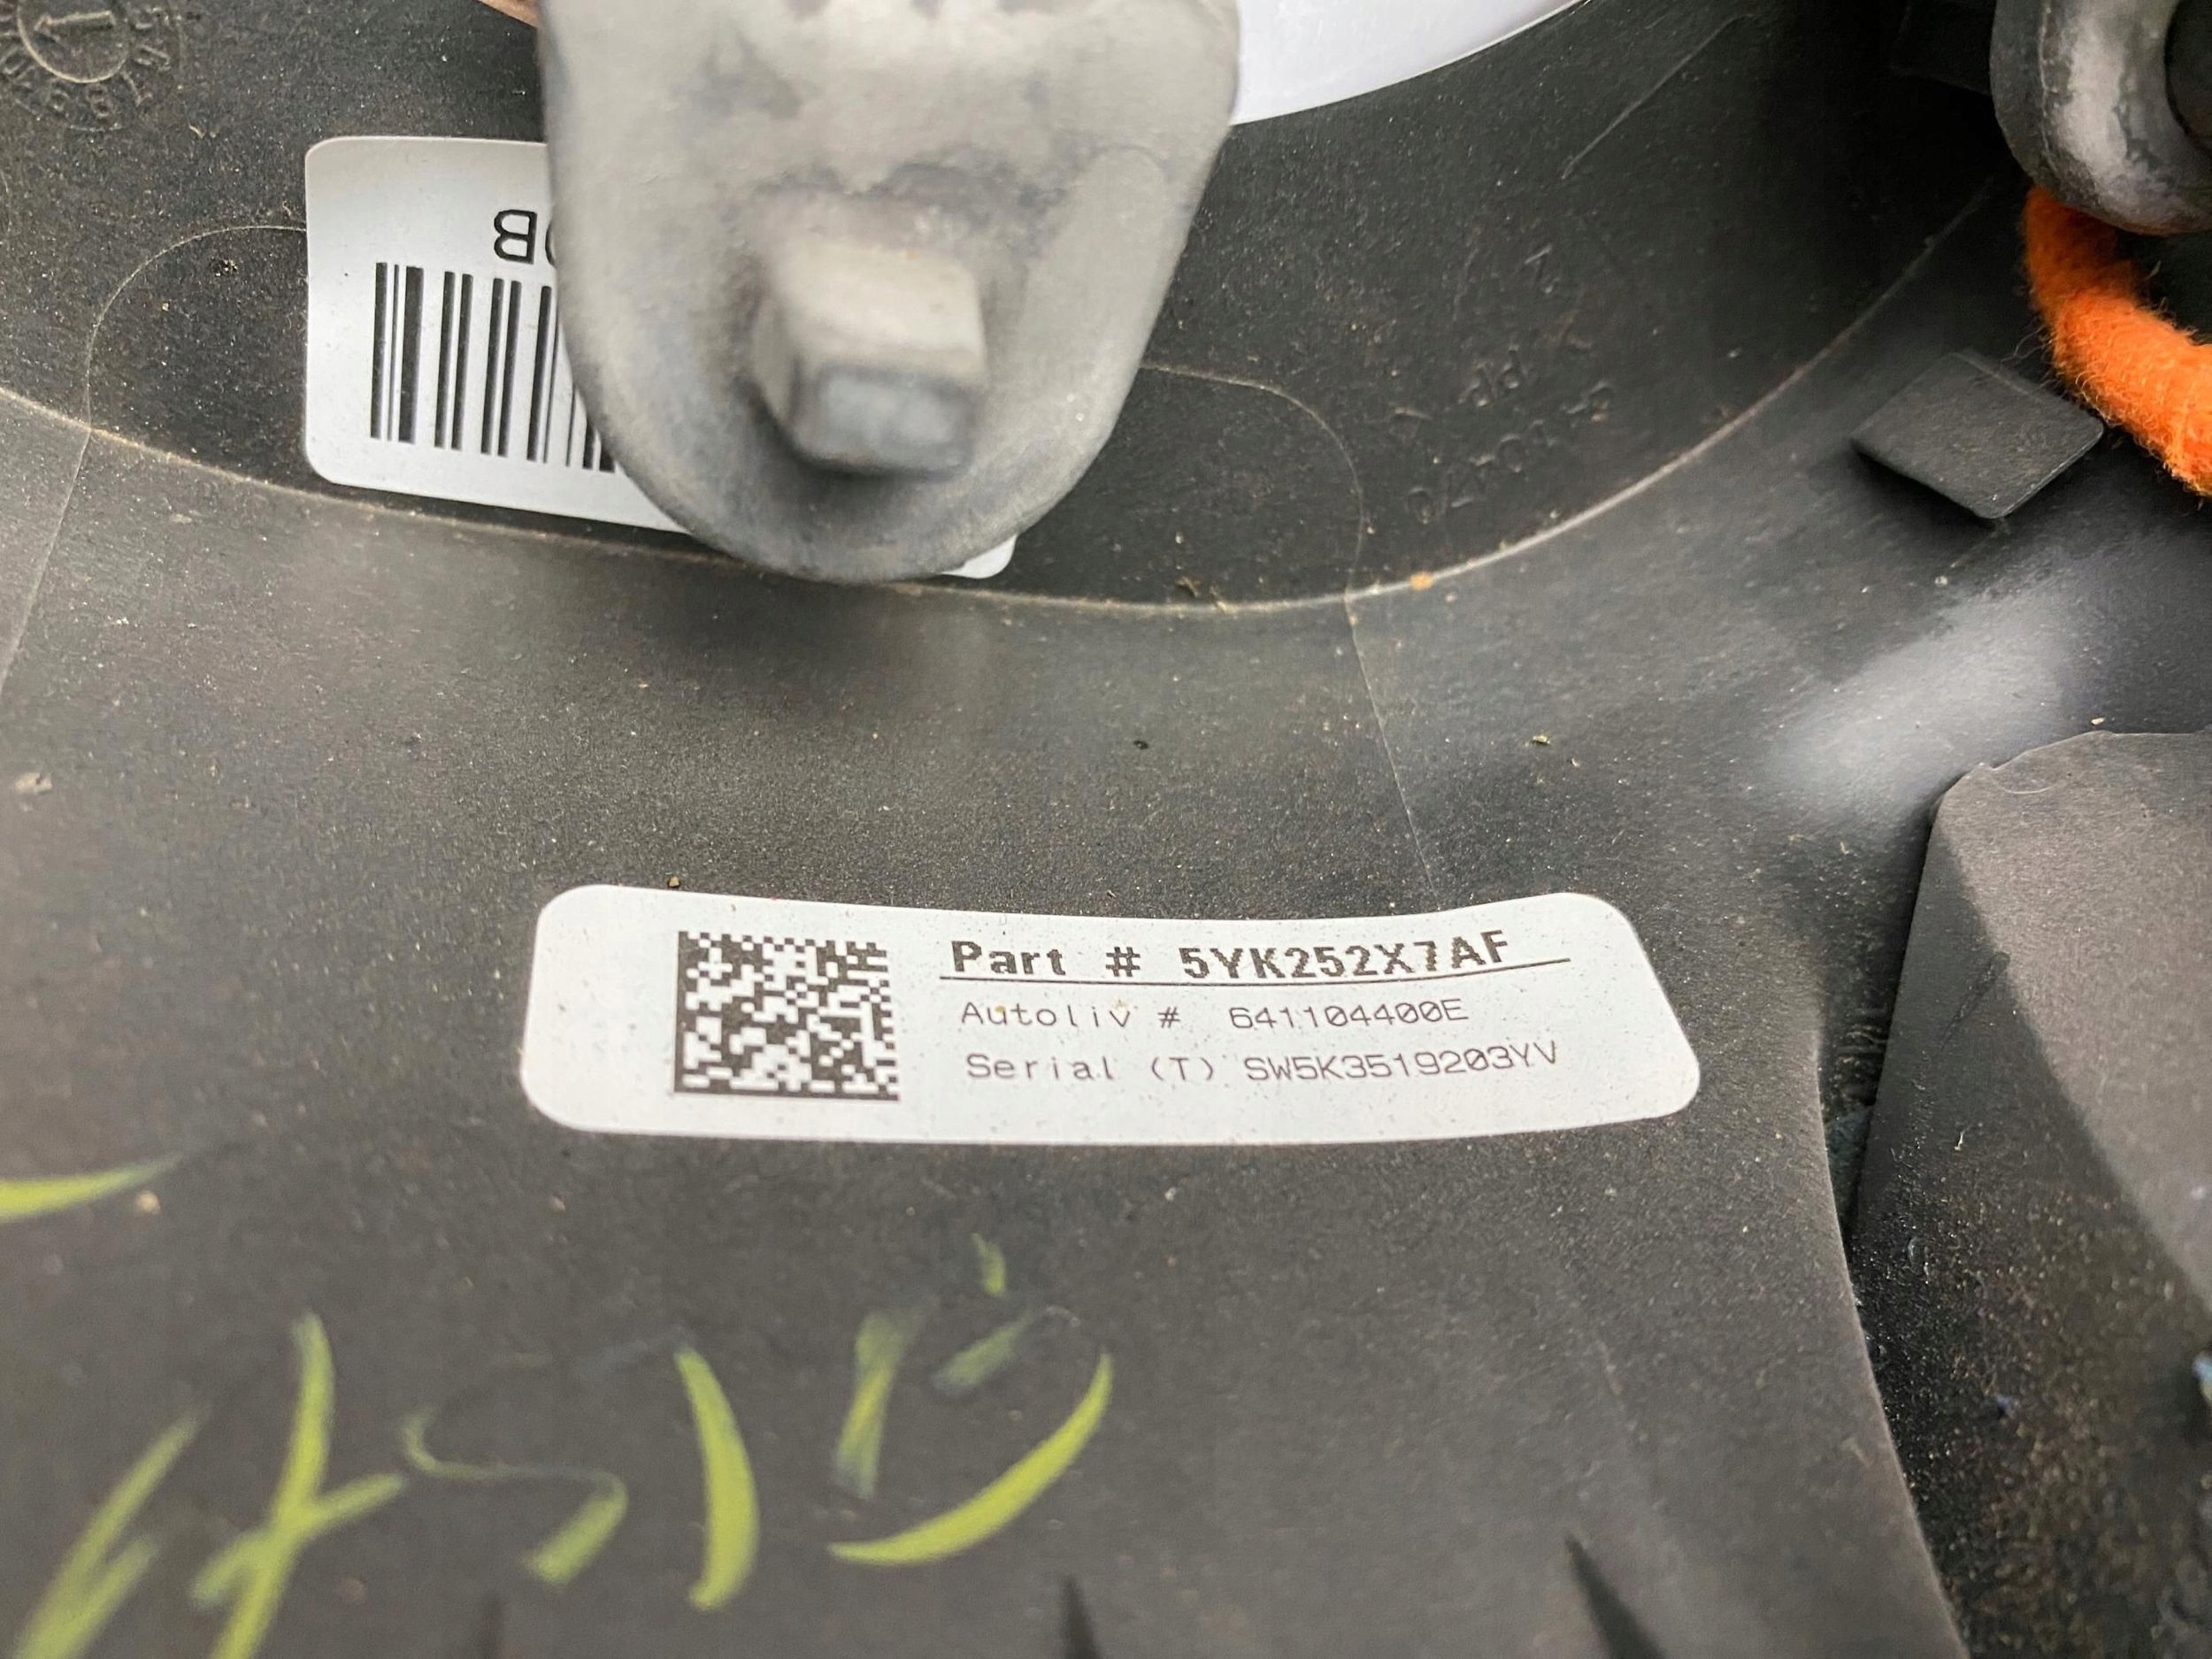 Part # 5YK252X7AF
Autoliv # 641104400E
Serial (T) SW5K3519203YV